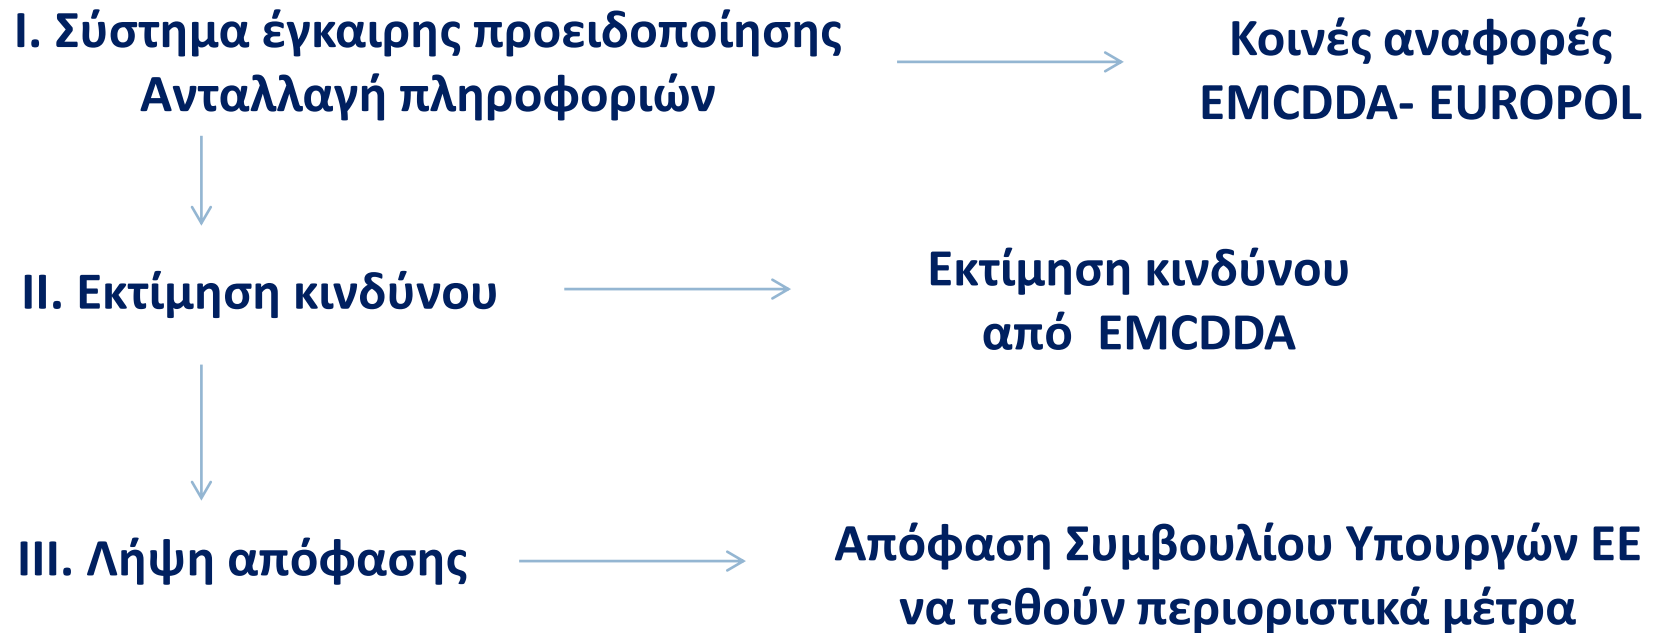 I. Σύστημα έγκαιρης προειδοποίησης
Ανταλλαγή πληροφοριών
Κοινές αναφορές
EMCDDA- EUROPOL
II. Εκτίμηση κινδύνου
Εκτίμηση κινδύνου
από EMCDDA
III. Λήψη απόφασης
Απόφαση Συμβουλίου Υπουργών ΕΕ
να τεθούν περιοριστικά μέτρα